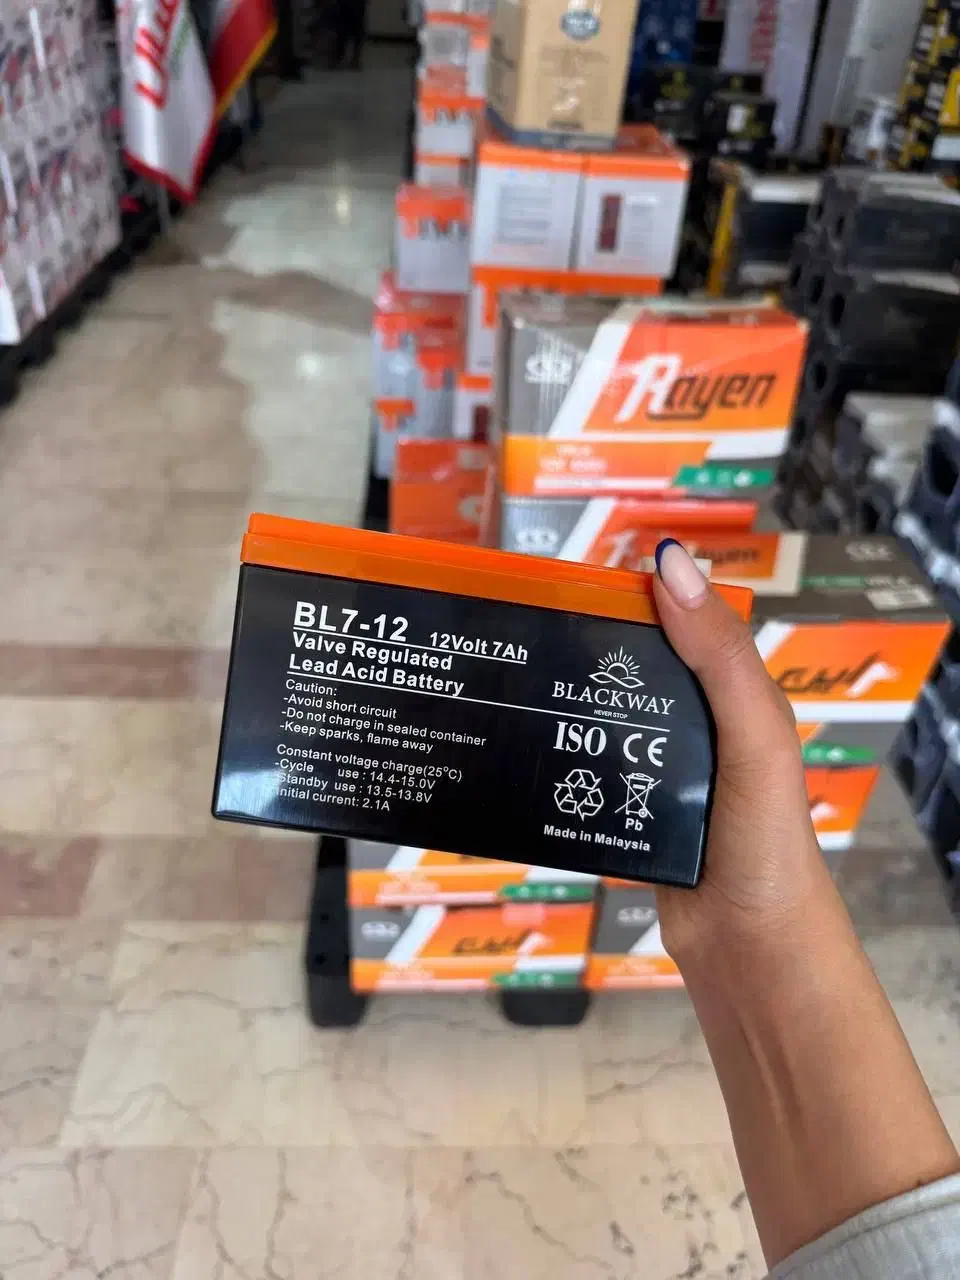 Rayen
Rayen
BL7-12 12Volt 7Ah
Valve Regulated
Lead Acid Battery
Caution:
-Avoid short circuit
-Do not charge in sealed container
-Keep sparks, flame away
Constant voltage charge(25°C)
-Cycle use : 14.4-15.0V
-Standby use : 13.5-13.8V
Initial current: 2.1A
BLACKWAY
NEVER STOP
ISO CE
Pb
Made in Malaysia